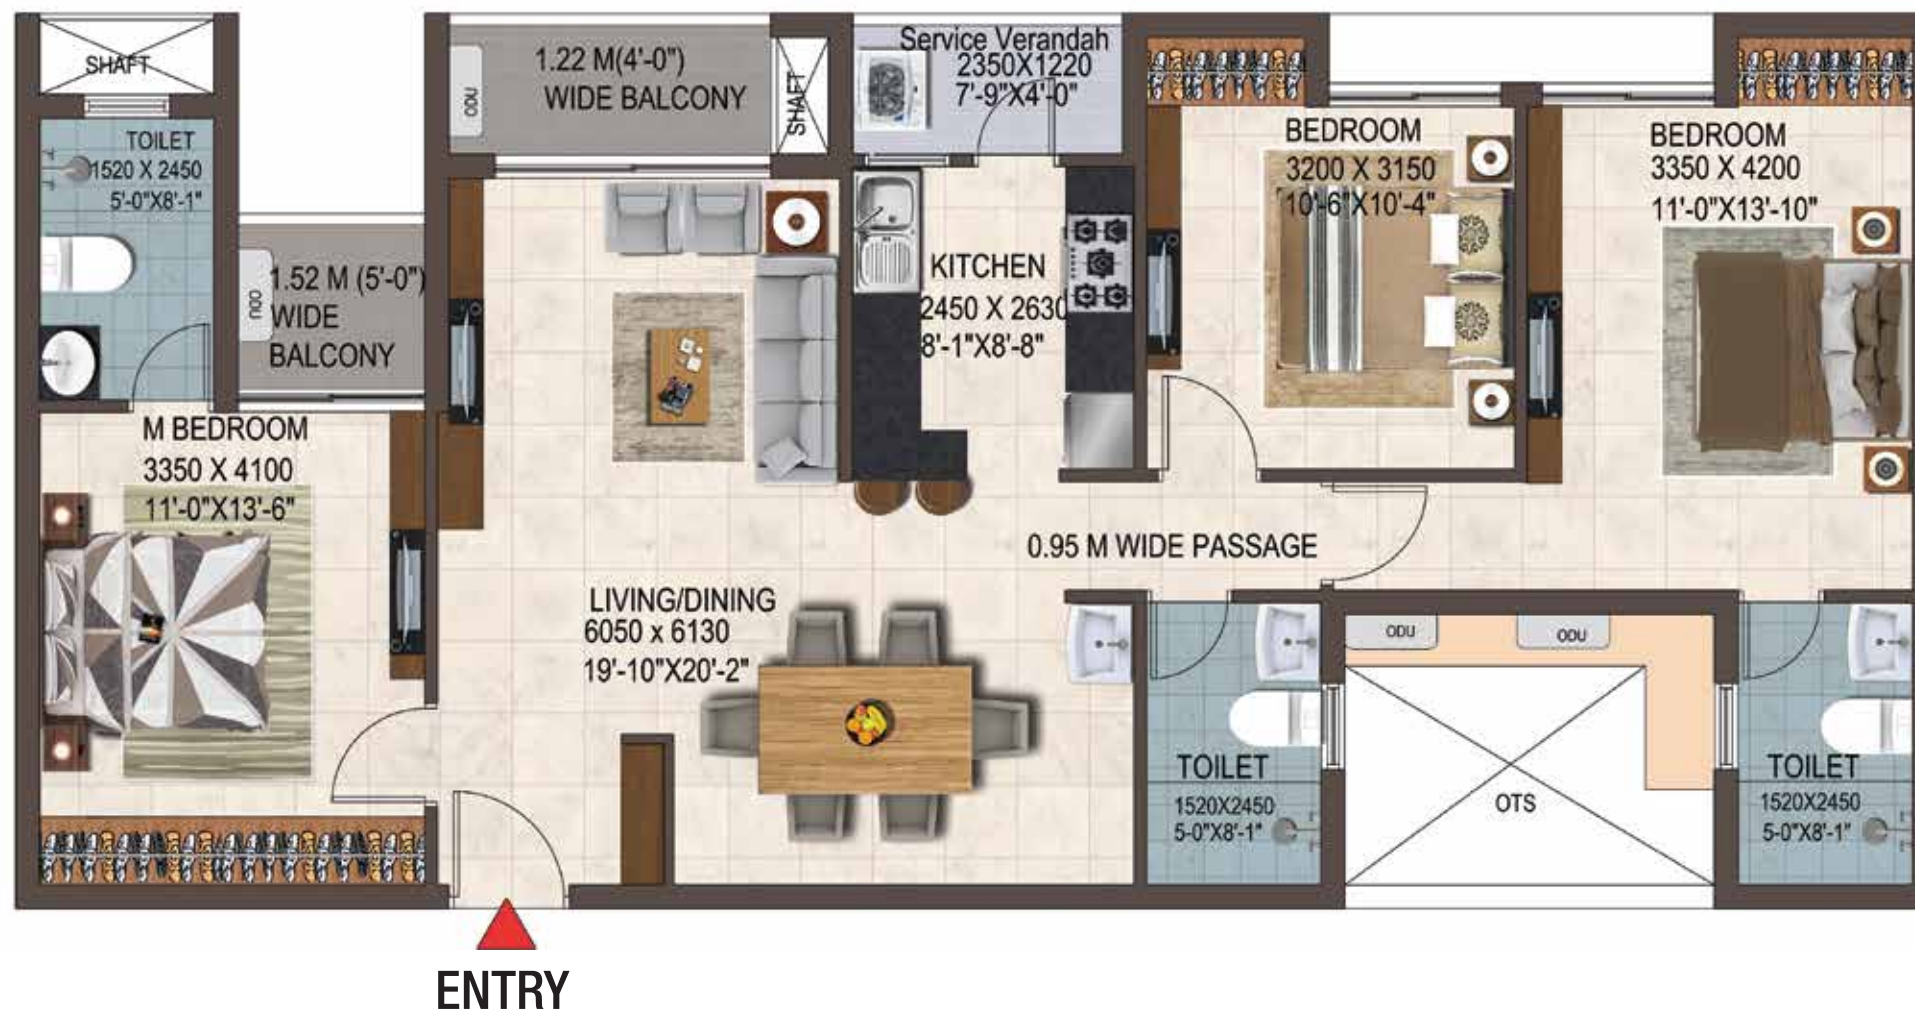 SHAFT
TOILET
1520 X 2450
5'-0"X8'-1"
1.52 M (5'-0")
WIDE
BALCONY
ODU
M BEDROOM
3350 X 4100
11'-0"X13'-6"
1.22 M(4'-0")
WIDE BALCONY
ODU
SHAFT
Service Verandah
2350X1220
7'-9"X4'-0"
KITCHEN
2450 X 2630
8'-1"X8'-8"
BEDROOM
3200 X 3150
10'-6"X10'-4"
BEDROOM
3350 X 4200
11'-0"X13'-10"
0.95 M WIDE PASSAGE
LIVING/DINING
6050 x 6130
19'-10"X20'-2"
TOILET
1520X2450
5-0"X8'-1"
ODU
ODU
OTS
TOILET
1520X2450
5-0"X8'-1"
ENTRY